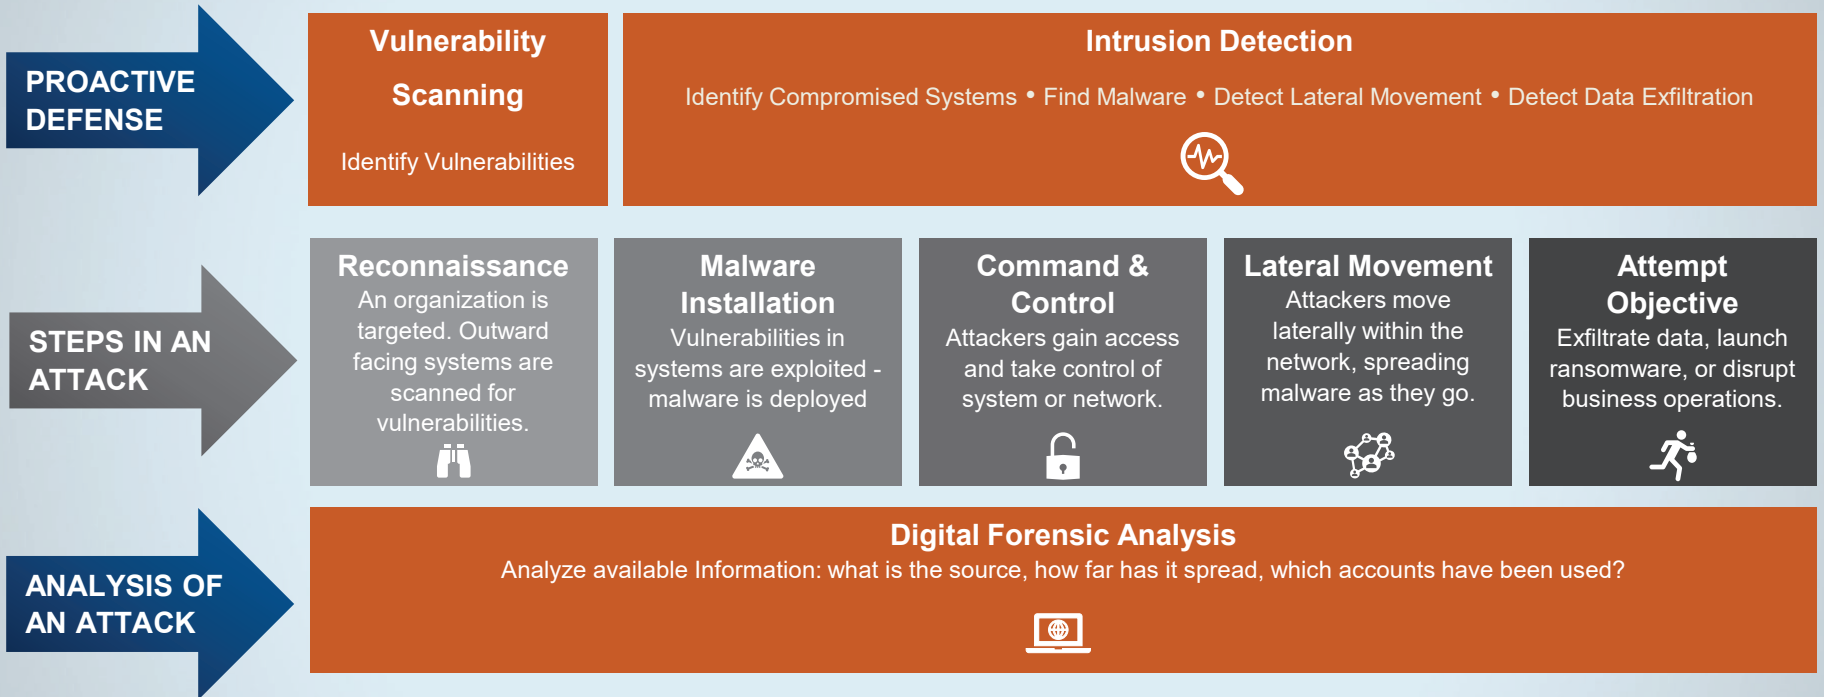 PROACTIVE
DEFENSE
Vulnerability
Scanning
Identify Vulnerabilities
Intrusion Detection
Identify Compromised Systems • Find Malware • Detect Lateral Movement • Detect Data Exfiltration
STEPS IN AN
ATTACK
Reconnaissance
An organization is
targeted. Outward
facing systems are
scanned for
vulnerabilities.
Malware
Installation
Vulnerabilities in
systems are exploited -
malware is deployed
Command &
Control
Attackers gain access
and take control of
system or network.
Lateral Movement
Attackers move
laterally within the
network, spreading
malware as they go.
Attempt
Objective
Exfiltrate data, launch
ransomware, or disrupt
business operations.
ANALYSIS OF
AN ATTACK
Digital Forensic Analysis
Analyze available Information: what is the source, how far has it spread, which accounts have been used?